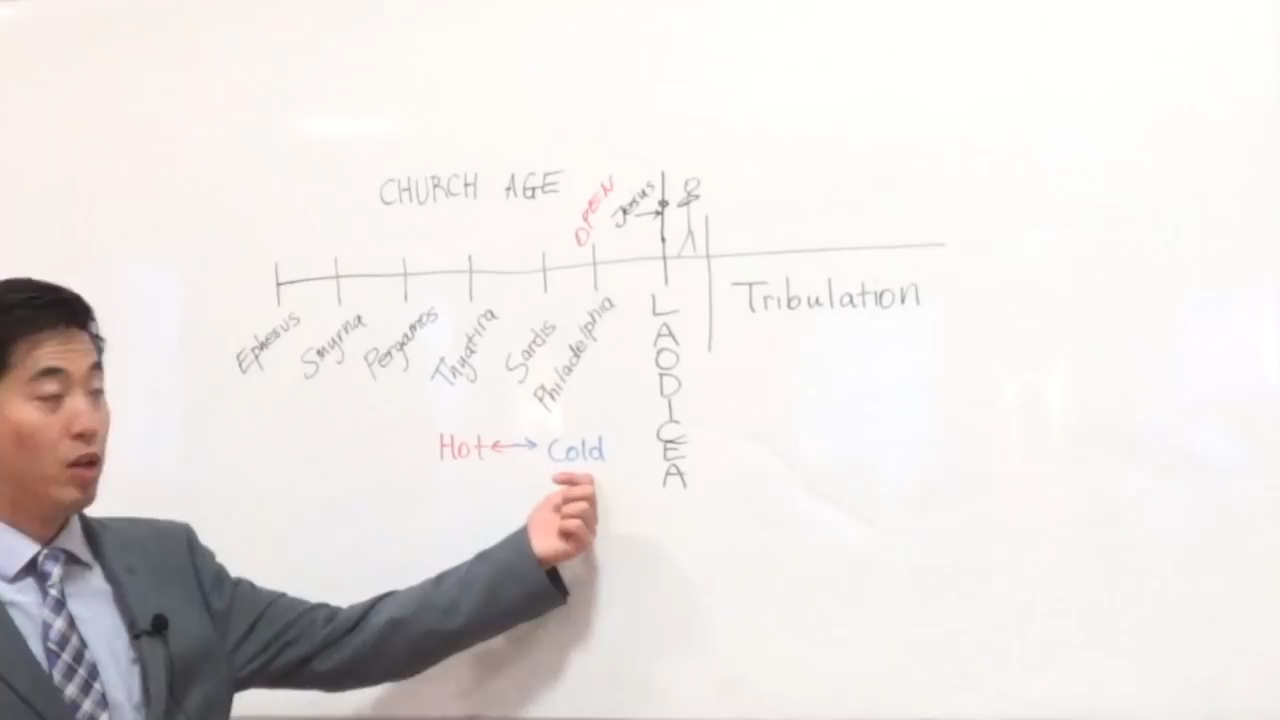 CHURCH AGE
OPEN
Jesus
Ephesus
Smyrna
Pergamos
Thyatira
Sardis
Philadelphia
LAODICEA
Tribulation
Hot Cold